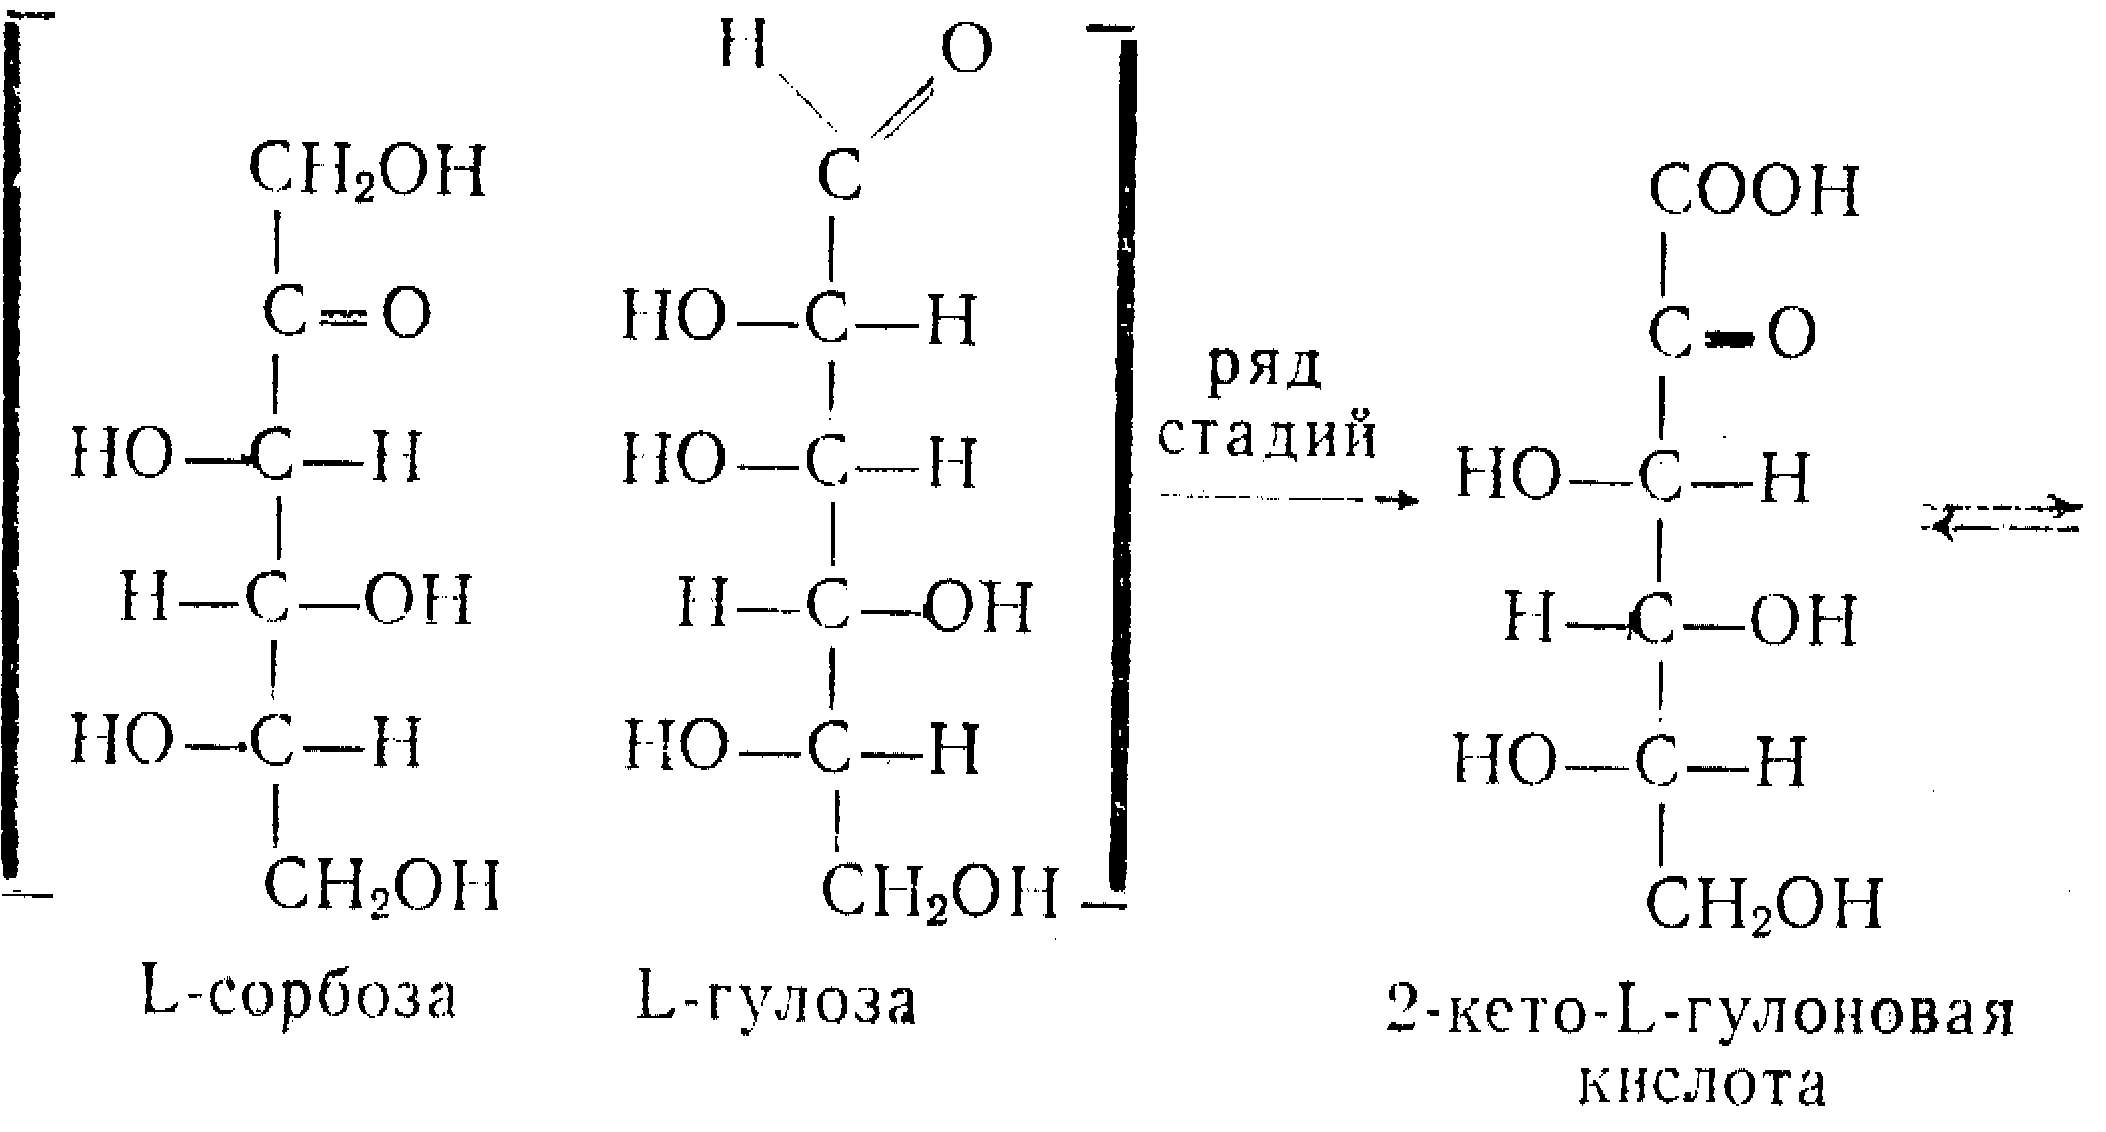 H O
C
CH₂OH
C=O
HO—C—H
H—C—OH
HO—C—H
CH₂OH
L-сорбоза
HO—C—H
HO—C—H
H—C—OH
HO—C—H
CH₂OH
L-гулоза
ряд
стадий
COOH
C=O
HO—C—H
H—C—OH
HO—C—H
CH₂OH
2-кето-L-гулоновая
кислота